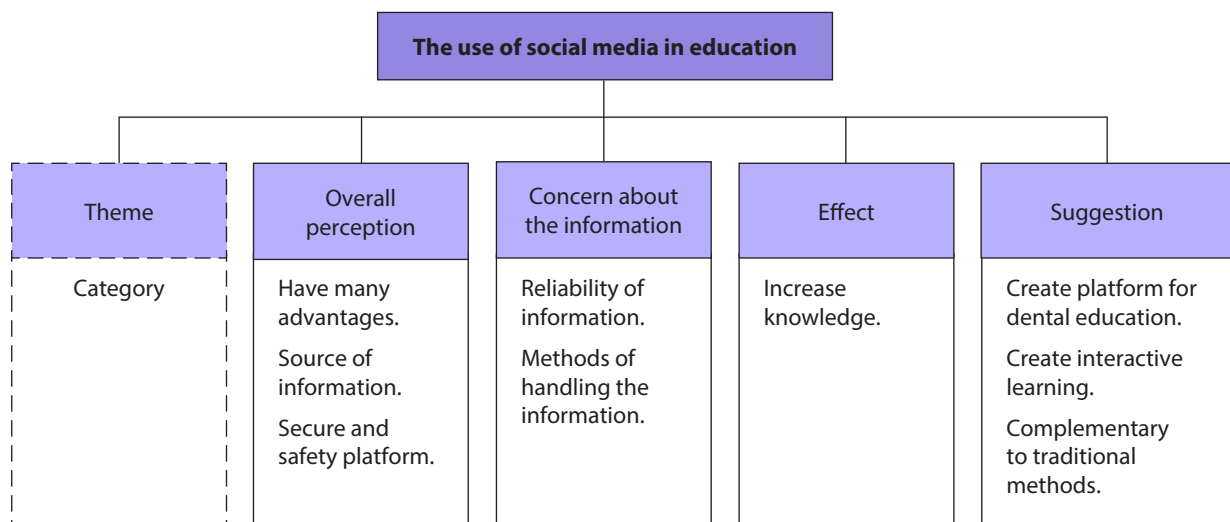 The use of social media in education
Theme
Category
Overall
perception
Have many
advantages.
Source of
information.
Secure and
safety platform.
Concern about
the information
Reliability of
information.
Methods of
handling the
information.
Effect
Increase
knowledge.
Suggestion
Create platform for
dental education.
Create interactive
learning.
Complementary
to traditional
methods.